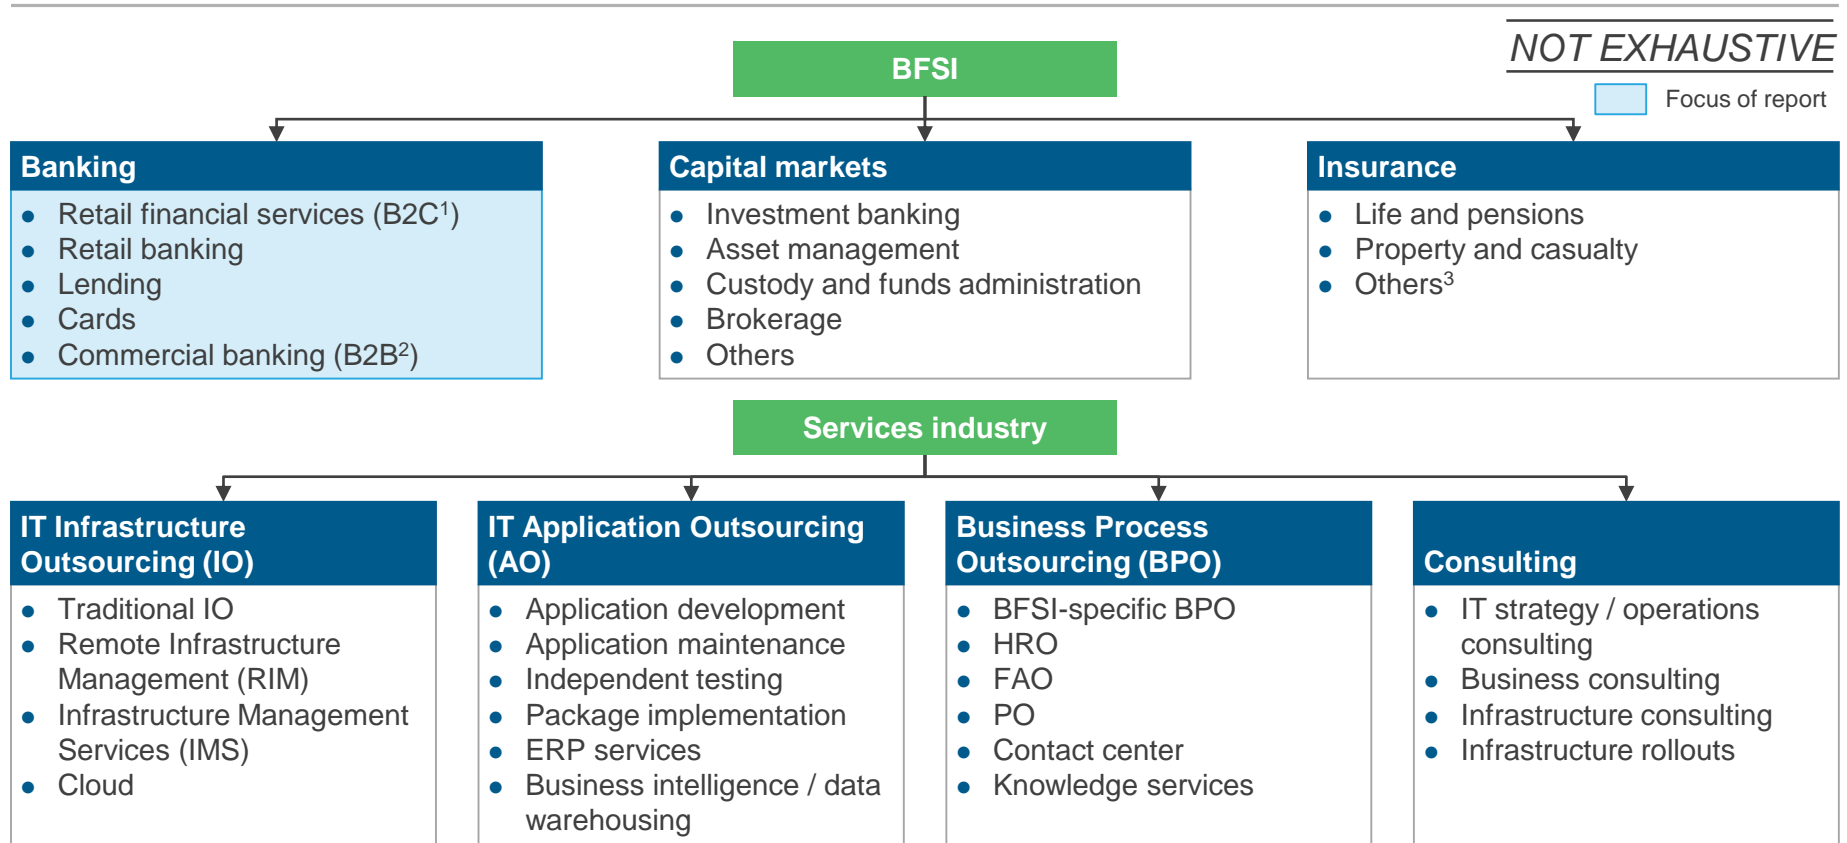 NOT EXHAUSTIVE
Focus of report
BFSI
Banking
● Retail financial services (B2C¹)
● Retail banking
● Lending
● Cards
● Commercial banking (B2B²)
Capital markets
● Investment banking
● Asset management
● Custody and funds administration
● Brokerage
● Others
Insurance
● Life and pensions
● Property and casualty
● Others³
Services industry
IT Infrastructure
Outsourcing (IO)
● Traditional IO
● Remote Infrastructure
Management (RIM)
● Infrastructure Management
Services (IMS)
● Cloud
IT Application Outsourcing
(AO)
● Application development
● Application maintenance
● Independent testing
● Package implementation
● ERP services
● Business intelligence / data
warehousing
Business Process
Outsourcing (BPO)
● BFSI-specific BPO
● HRO
● FAO
● PO
● Contact center
● Knowledge services
Consulting
● IT strategy / operations
consulting
● Business consulting
● Infrastructure consulting
● Infrastructure rollouts